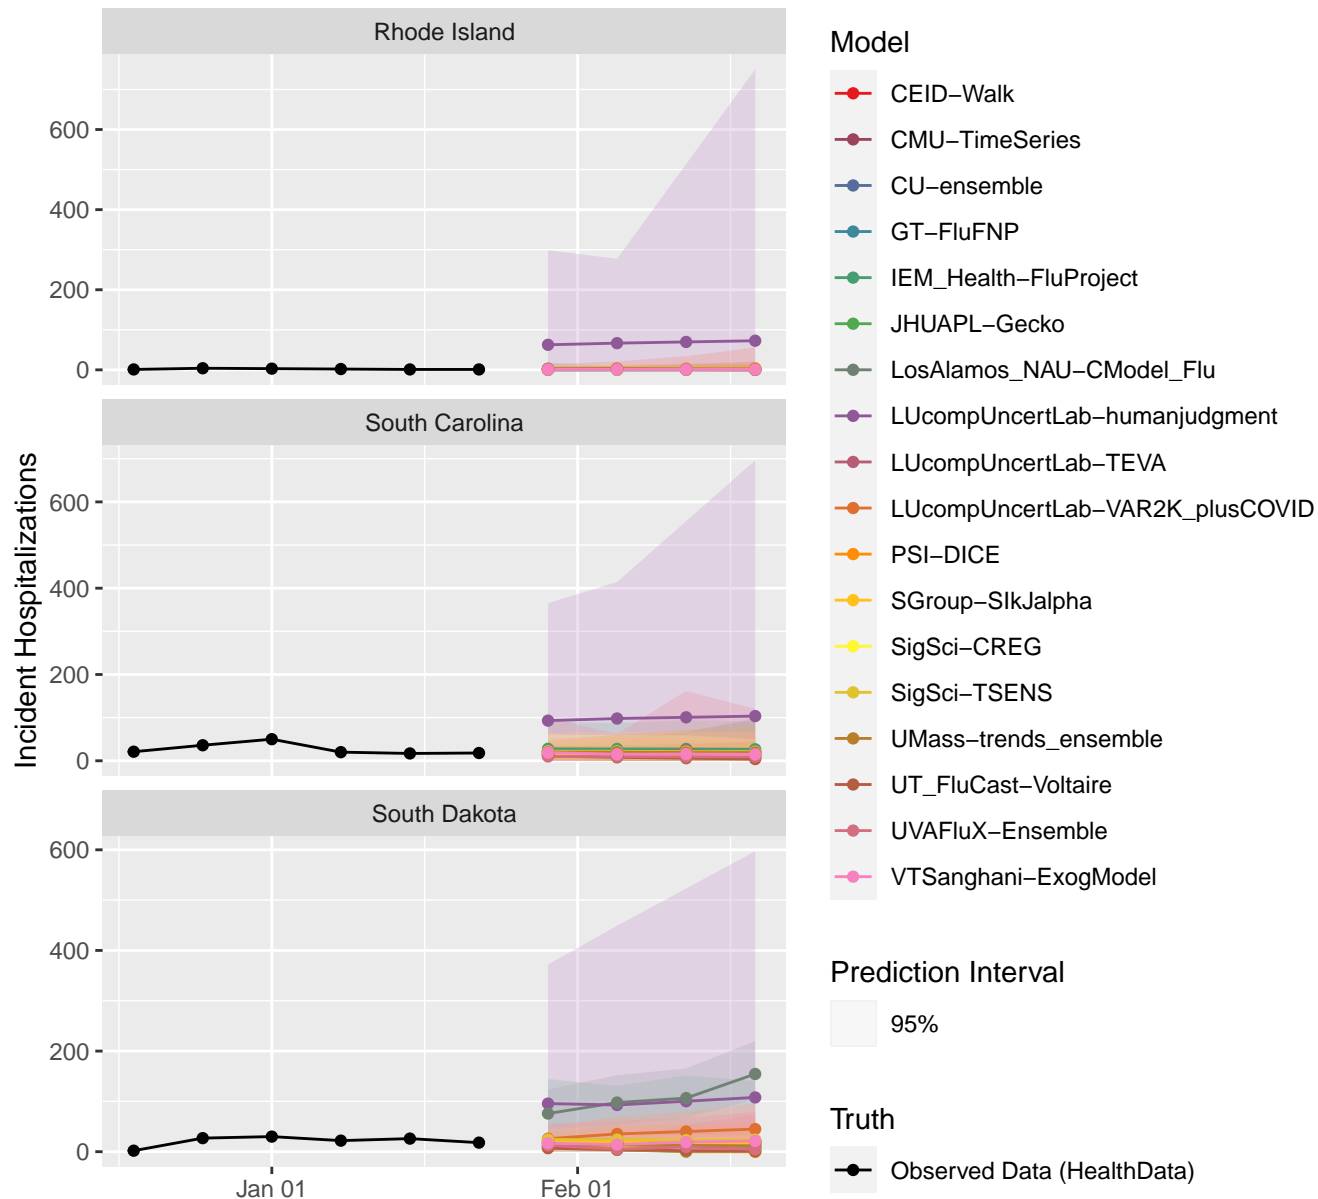 Rhode Island
600
400
200
0
South Carolina
600
400
200
0
South Dakota
600
400
200
0
Jan 01
Feb 01
Incident Hospitalizations
Model
CEID−Walk
CMU−TimeSeries
CU−ensemble
GT−FluFNP
IEM_Health−FluProject
JHUAPL−Gecko
LosAlamos_NAU−CModel_Flu
LUcompUncertLab−humanjudgment
LUcompUncertLab−TEVA
LUcompUncertLab−VAR2K_plusCOVID
PSI−DICE
SGroup−SIkJalpha
SigSci−CREG
SigSci−TSENS
UMass−trends_ensemble
UT_FluCast−Voltaire
UVAFluX−Ensemble
VTSanghani−ExogModel
Prediction Interval
95%
Truth
Observed Data (HealthData)